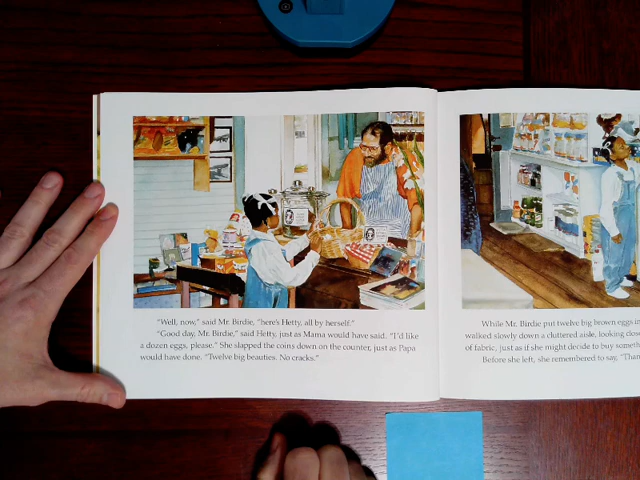 "Well, now," said Mr. Birdie, "here's Hetty, all by herself."
"Good day, Mr. Birdie," said Hetty, just as Mama would have said. "I'd like
a dozen eggs, please." She slapped the coins down on the counter, just as Papa
would have done. "Twelve big beauties. No cracks."
While Mr. Birdie put twelve big brown eggs in
walked slowly down a cluttered aisle, looking
of fabric, just as if she might decide to buy
Before she left, she remembered to say,